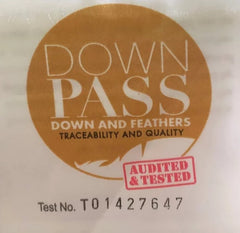 DOWN
PASS
DOWN AND FEATHERS
TRACEABILITY AND QUALITY
AUDITED
& TESTED
Test No. T01427647